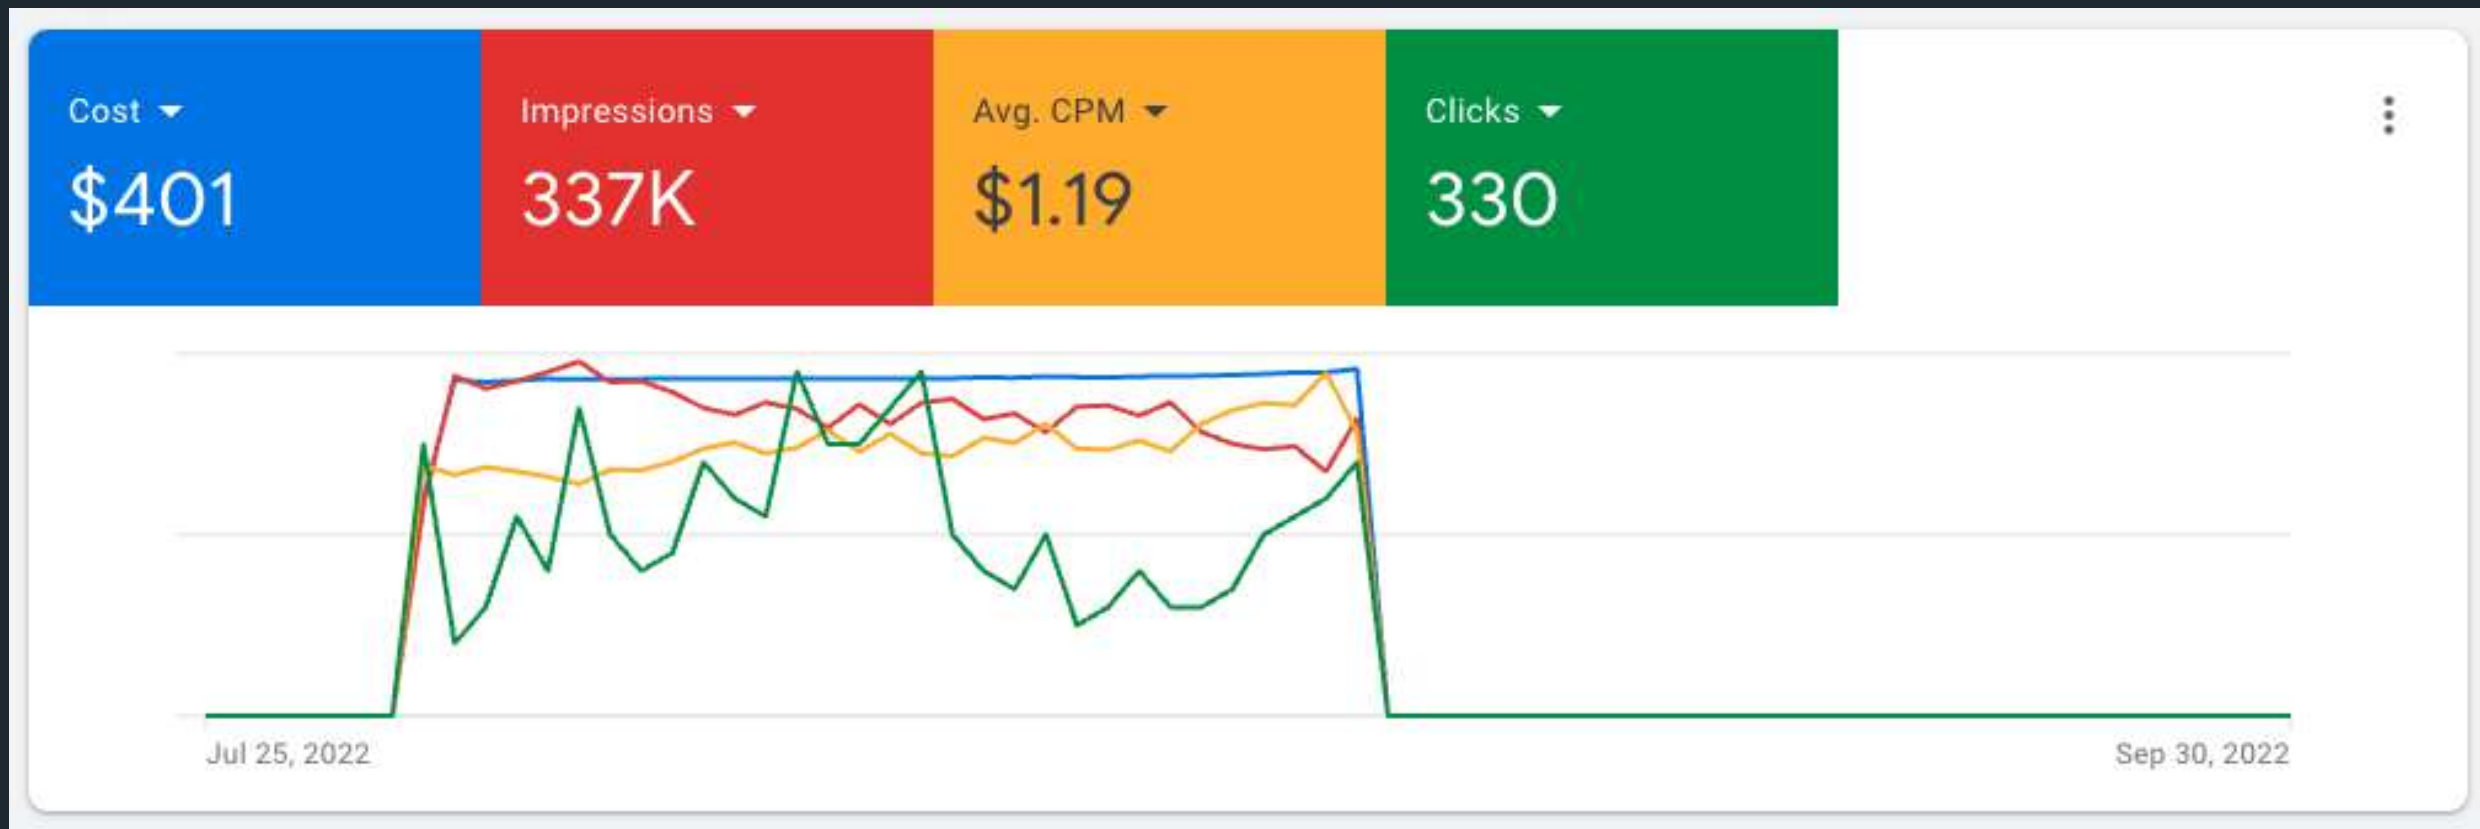 Cost
$401
Impressions
337K
Avg. CPM
$1.19
Clicks
330
Jul 25, 2022
Sep 30, 2022